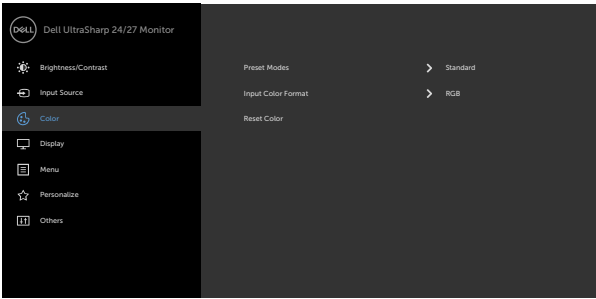 DELL
Dell UltraSharp 24/27 Monitor
Brightness/Contrast
Input Source
Color
Display
Menu
Personalize
Others
Preset Modes Standard
Input Color Format RGB
Reset Color